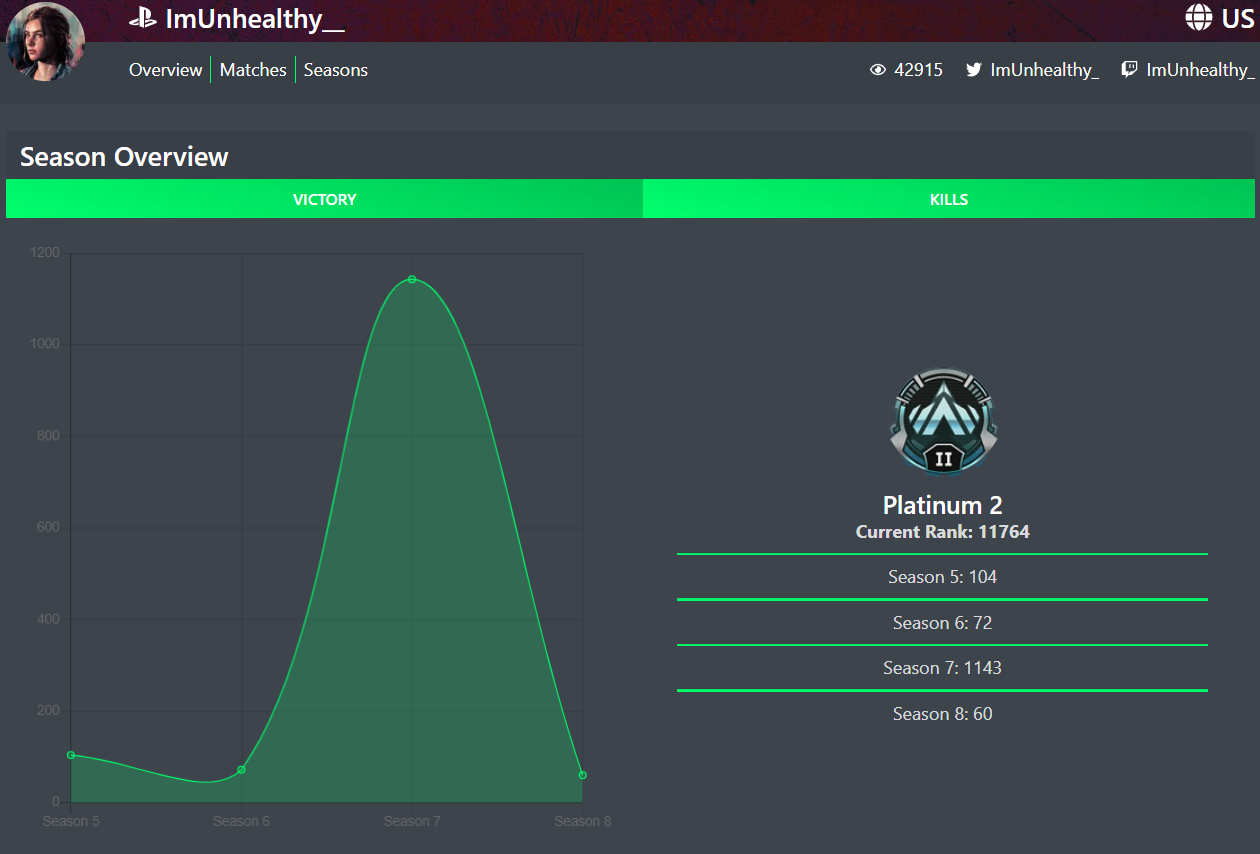 ImUnhealthy__
US
Overview Matches Seasons
42915 ImUnhealthy_ ImUnhealthy_
Season Overview
VICTORY KILLS
1200
1000
800
600
400
200
0
Season 5 Season 6 Season 7 Season 8
II
Platinum 2
Current Rank: 11764
Season 5: 104
Season 6: 72
Season 7: 1143
Season 8: 60